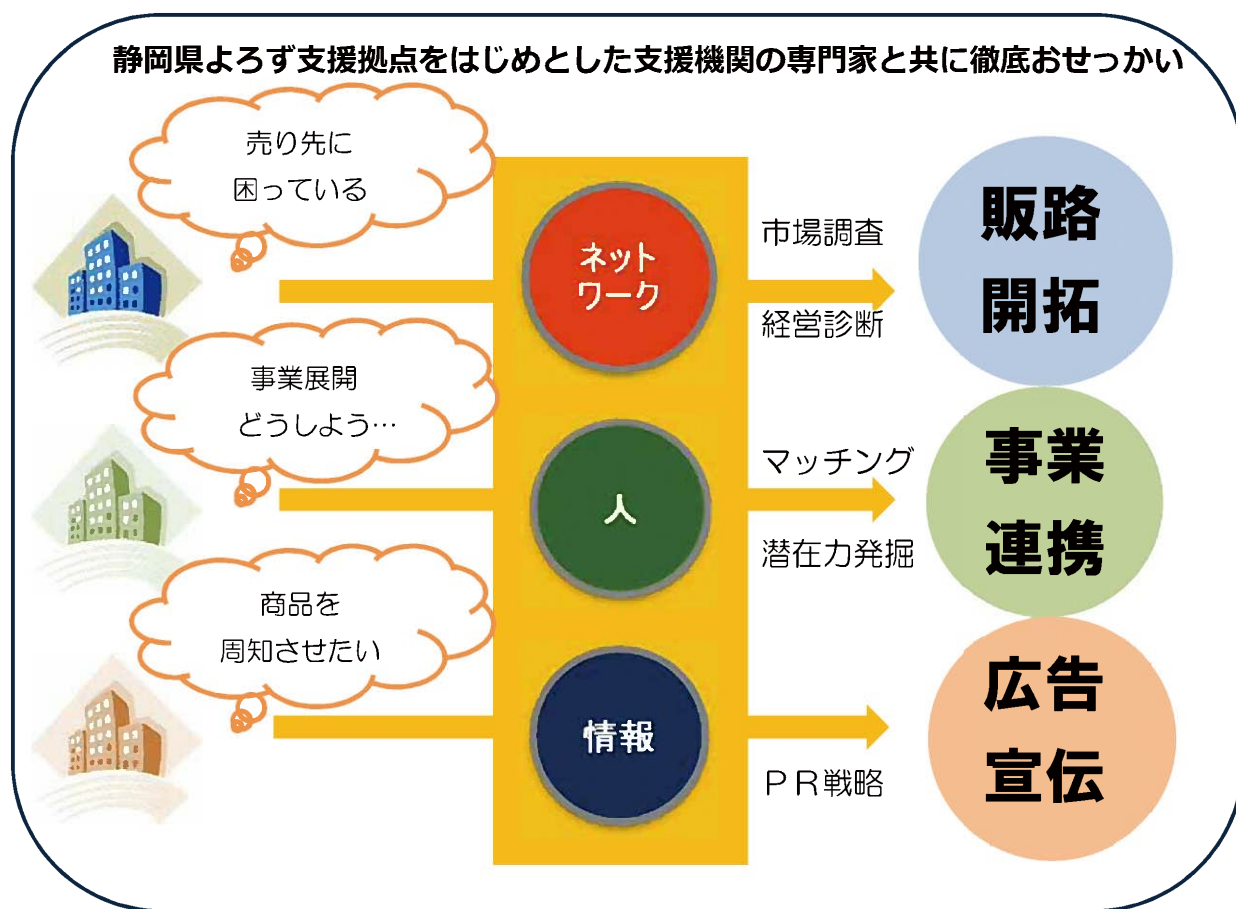 静岡県よろず支援拠点をはじめとした支援機関の専門家と共に徹底おせっかい
売り先に
困っている
ネット
ワーク
市場調査
経営診断
販路
開拓
事業展開
どうしよう…
人
マッチング
潜在力発掘
事業
連携
商品を
周知させたい
情報
ＰＲ戦略
広告
宣伝